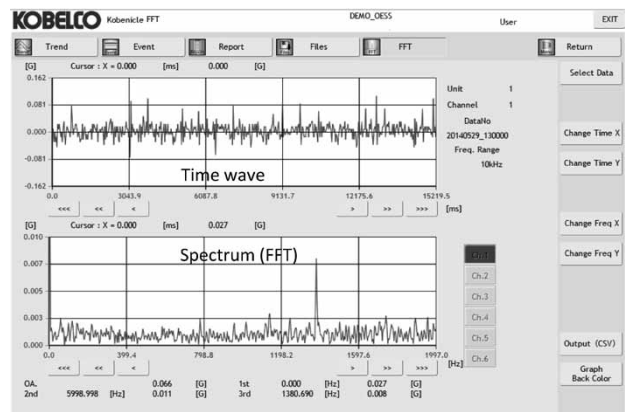 KOBELCO Kobenicle FFT DEMO_OESS User EXIT
Trend Event Report Files FFT Return
[G] Cursor : X = 0.000 [ms] 0.000 [G]
Select Data
0.162
Unit 1
0.081
Channel 1
DataNo
0.000
20140529_130000
Change Time X
Freq. Range
-0.081
10kHz
Change Time Y
Time wave
-0.162
0.0 3043.9 6087.8 9131.7 12175.6 15219.5
<<< << < > >> >>> [ms]
[G] Cursor : X = 0.000 [ms] 0.027 [G]
Change Freq X
0.010
Spectrum (FFT)
Ch.1
Change Freq Y
0.007
Ch.2
0.005
Ch.3
0.003
Ch.4
Ch.5
Output (CSV)
0.000
0.0 399.4 798.8 1198.2 1597.6 1997.0
[Hz]
Ch.6
<<< << < > >> >>>
Graph
Back Color
OA. 0.066 [G] 1st 0.000 [Hz] 0.027 [G]
2nd 5998.998 [Hz] 0.011 [G] 3rd 1380.690 [Hz] 0.008 [G]